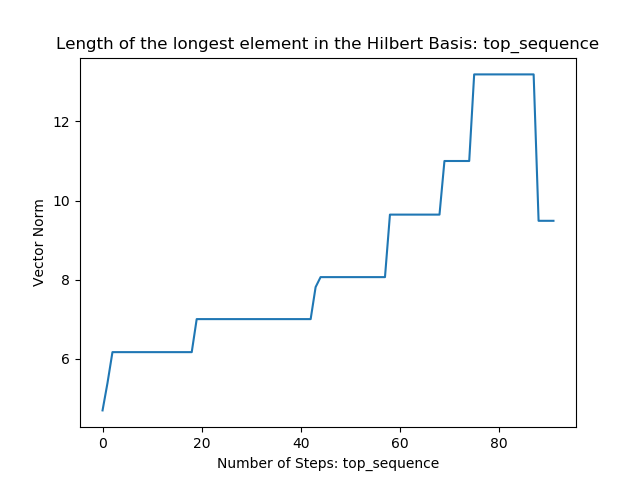 Length of the longest element in the Hilbert Basis: top_sequence
12
10
8
6
Vector Norm
0 20 40 60 80
Number of Steps: top_sequence